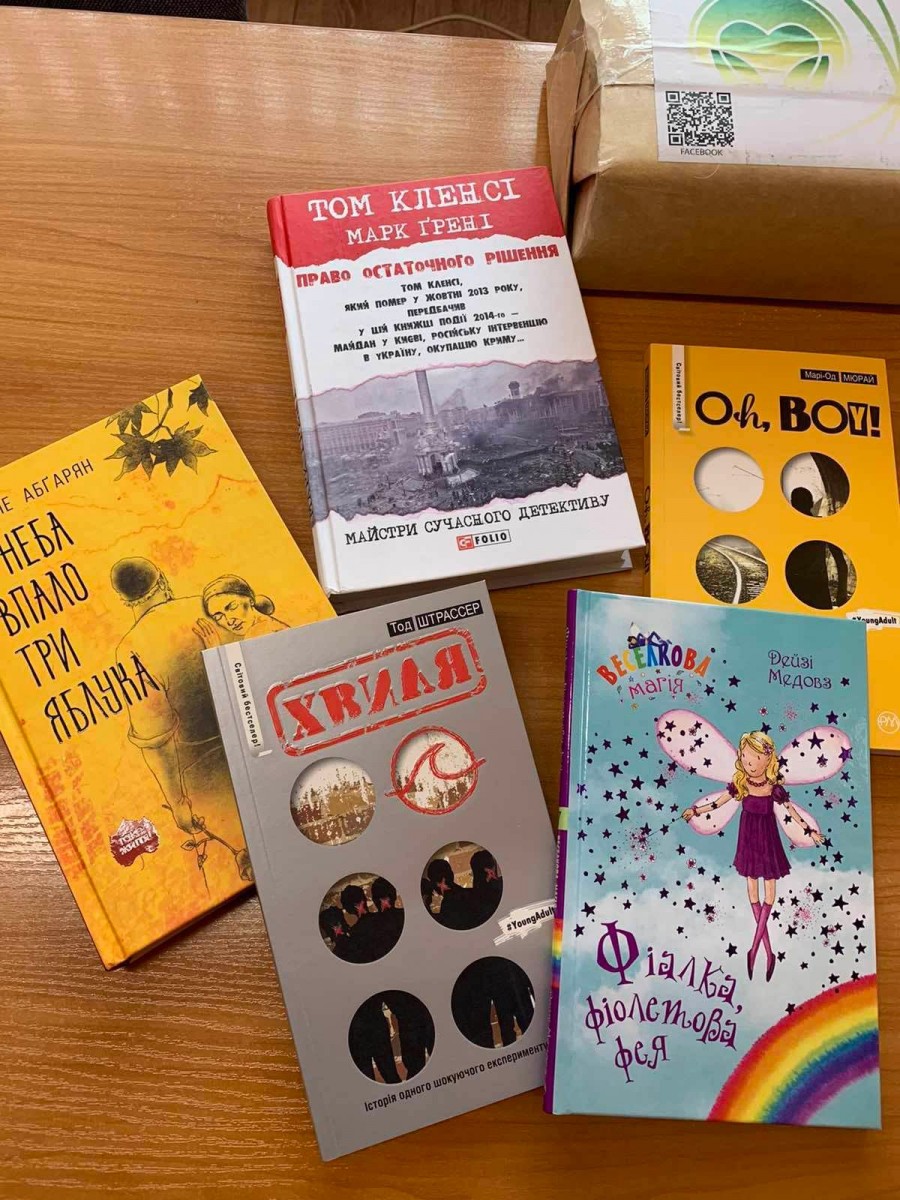 FACEBOOK
ТОМ КЛЕНСІ
МАРК ҐРЕНІ
ПРАВО ОСТАТОЧНОГО РІШЕННЯ
ТОМ КЛЕНСІ,
ЯКИЙ ПОМЕР У ЖОВТНІ 2013 РОКУ,
ПЕРЕДБАЧИВ
У ЦІЙ КНИЖЦІ ПОДІЇ 2014-го —
МАЙДАН У КИЄВІ, РОСІЙСЬКУ ІНТЕРВЕНЦІЮ
В УКРАЇНУ, ОКУПАЦІЮ КРИМУ...
МАЙСТРИ СУЧАСНОГО ДЕТЕКТИВУ
FOLIO
Світовий бестселер!
Марі-Од МЮРАЙ
Oh, BOY!
#YoungAdult
АБГАРЯН
НЕБА
ВПАЛО
ТРИ
ЯБЛУКА
Світовий бестселер!
Тод ШТРАССЕР
ХВИЛЯ
#YoungAdult
Історія одного шокуючого експерименту
ВЕСЕЛКОВА
магія
Дейзі
Медовз
Фіалка,
фіолетова
фея